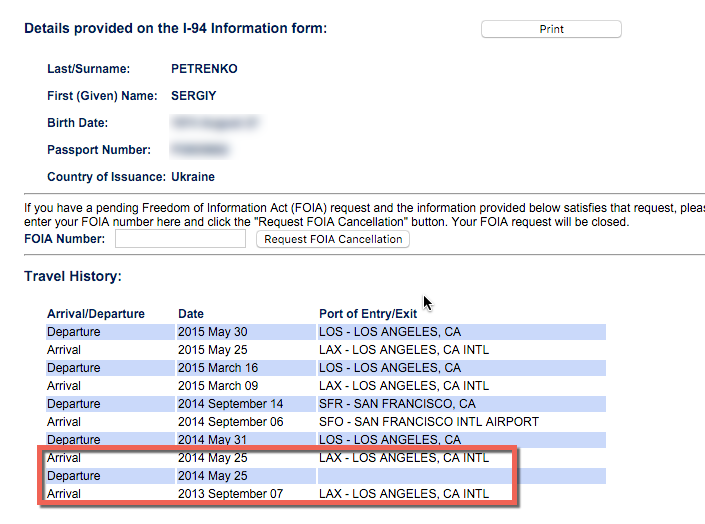 Details provided on the I-94 Information form:
Print
Last/Surname: PETRENKO
First (Given) Name: SERGIY
Birth Date:
Passport Number:
Country of Issuance: Ukraine
If you have a pending Freedom of Information Act (FOIA) request and the information provided below satisfies that request, plea
enter your FOIA number here and click the "Request FOIA Cancellation" button. Your FOIA request will be closed.
FOIA Number: Request FOIA Cancellation
Travel History:
Arrival/Departure Date Port of Entry/Exit
Departure 2015 May 30 LOS - LOS ANGELES, CA
Arrival 2015 May 25 LAX - LOS ANGELES, CA INTL
Departure 2015 March 16 LOS - LOS ANGELES, CA
Arrival 2015 March 09 LAX - LOS ANGELES, CA INTL
Departure 2014 September 14 SFR - SAN FRANCISCO, CA
Arrival 2014 September 06 SFO - SAN FRANCISCO INTL AIRPORT
Departure 2014 May 31 LOS - LOS ANGELES, CA
Arrival 2014 May 25 LAX - LOS ANGELES, CA INTL
Departure 2014 May 25
Arrival 2013 September 07 LAX - LOS ANGELES, CA INTL